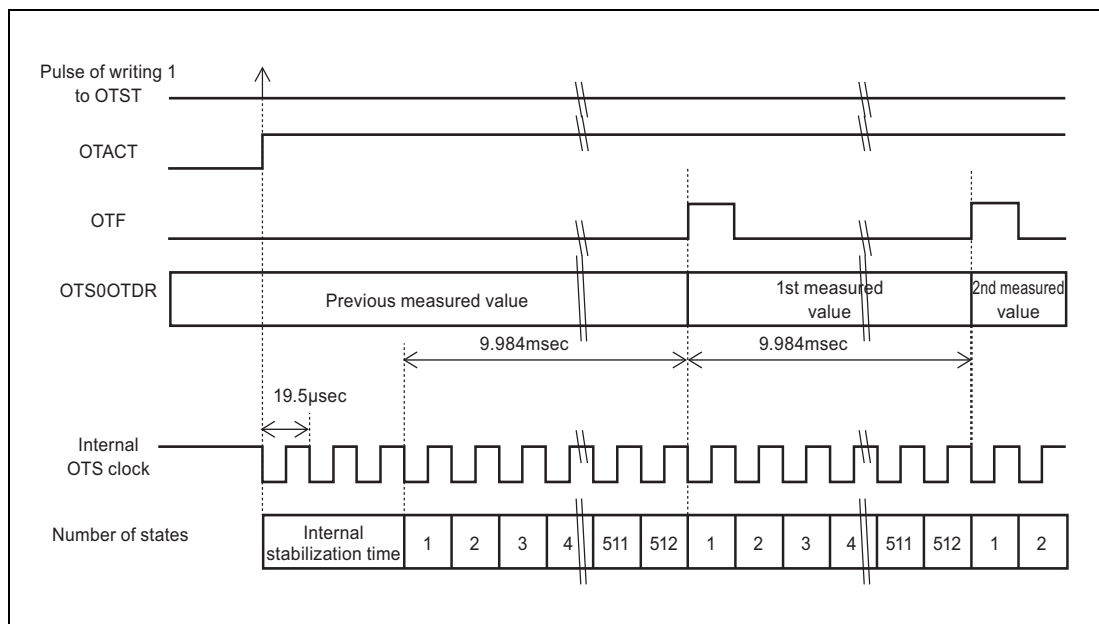 Pulse of writing 1
to OTST
OTACT
OTF
OTS0OTDR
Previous measured value
1st measured
value
2nd measured
value
9.984msec
9.984msec
19.5µsec
Internal
OTS clock
Number of states
Internal
stabilization time
1 2 3 4 511 512 1 2 3 4 511 512 1 2